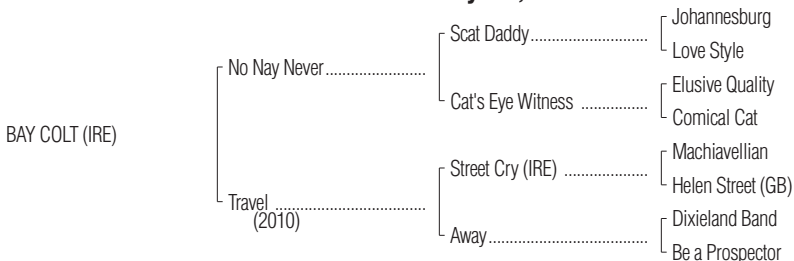 Johannesburg
Scat Daddy
Love Style
No Nay Never
Elusive Quality
Cat's Eye Witness
Comical Cat
BAY COLT (IRE)
Machiavellian
Street Cry (IRE)
Helen Street (GB)
Travel
(2010)
Dixieland Band
Away
Be a Prospector